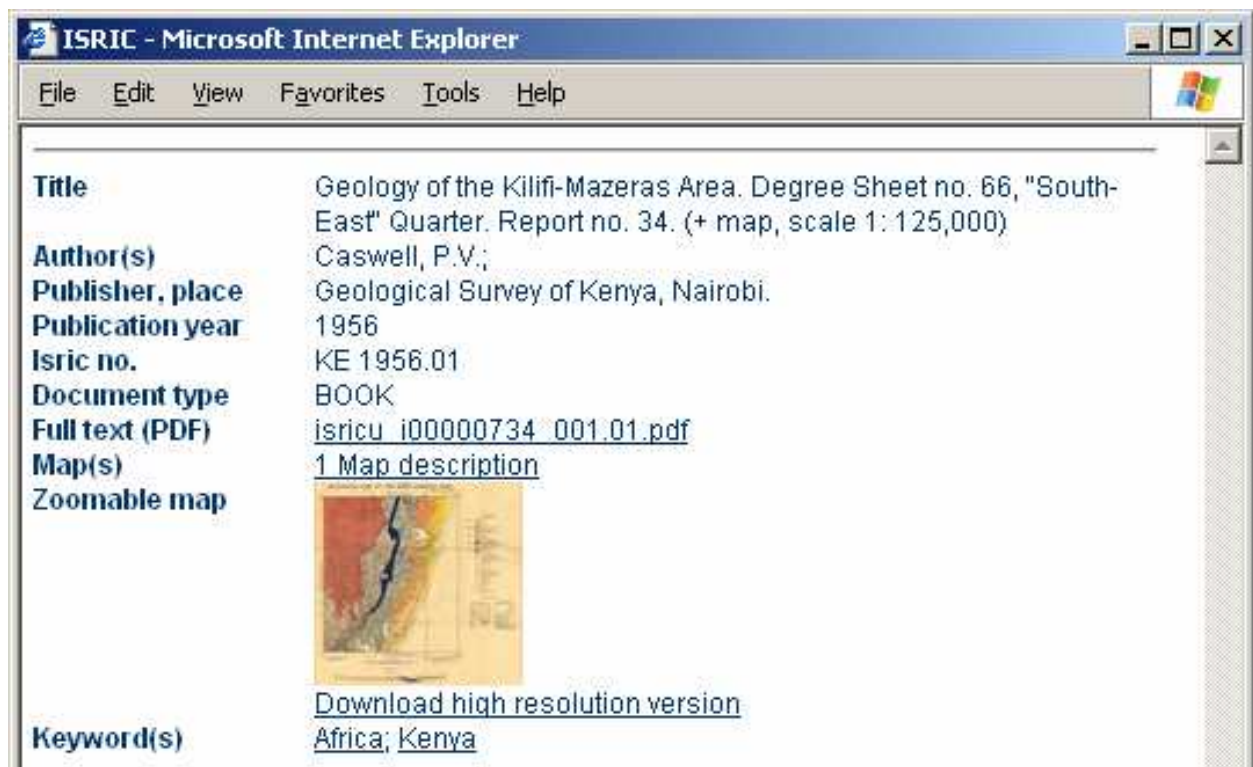 ISRIC - Microsoft Internet Explorer
File Edit View Favorites Tools Help
Title Geology of the Kilifi-Mazeras Area. Degree Sheet no. 66, "South-
East" Quarter. Report no. 34. (+ map, scale 1: 125,000)
Author(s) Caswell, P.V.;
Publisher, place Geological Survey of Kenya, Nairobi.
Publication year 1956
Isric no. KE 1956.01
Document type BOOK
Full text (PDF) isricu_i00000734_001.01.pdf
Map(s) 1 Map description
Zoomable map
Download high resolution version
Keyword(s) Africa; Kenya